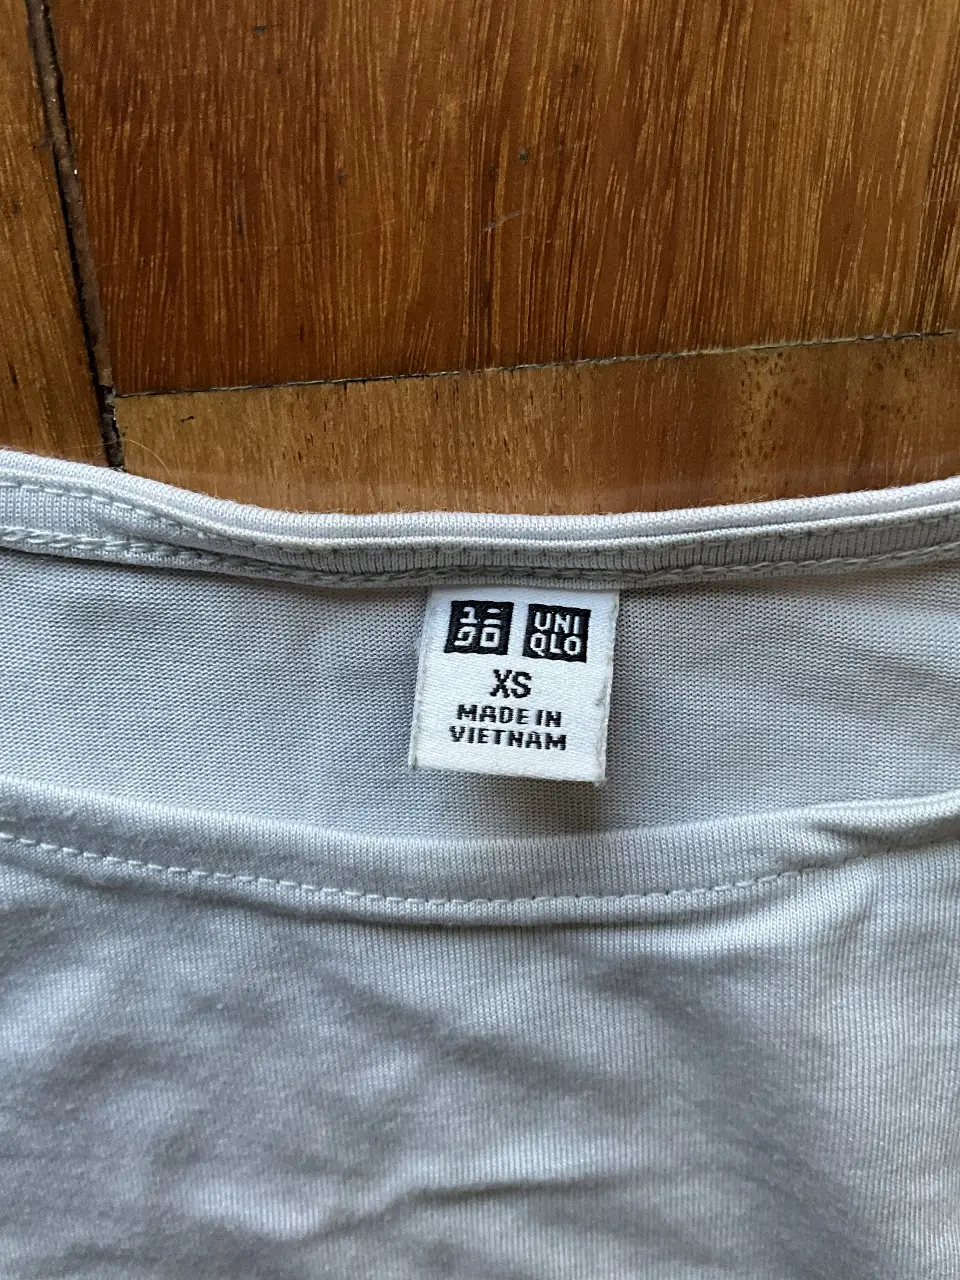 ユニ UNI
クロ QLO
XS
MADE IN
VIETNAM